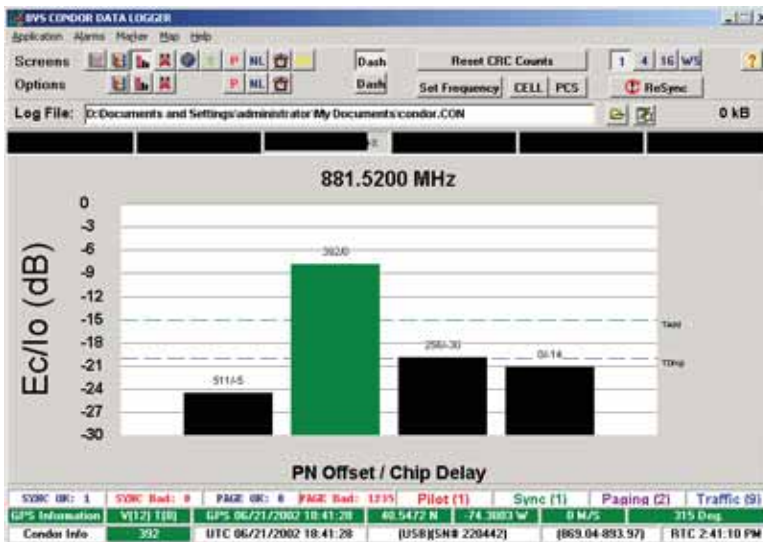 BVS CONDOR DATA LOGGER
Application Alarms Marker Map Help
Screens P NL Dash Reset CRC Counts 1 4 16 WS ?
Options P NL Dash Set Frequency CELL PCS ReSync
Log File: D:Documents and Settings\administrator\My Documents\condor.CON 0 kB
881.5200 MHz
Ec/Io (dB)
0
-3
-6
-9
-12
-15
-18
-21
-24
-27
-30
392/0
TAdd
256/-30
0/-14
TDrop
511/-5
PN Offset / Chip Delay
SYNC OK: 1 SYNC Bad: 0 PAGE OK: 0 PAGE Bad: 1235 Pilot (1) Sync (1) Paging (2) Traffic (9)
GPS Information V(12) T(8) GPS 06/21/2002 18:41:28 40.5472 N -74.3003 W 0 M/S 315 Deg.
Condor Info 392 UTC 06/21/2002 18:41:28 (USB)(SN# 220442) (869.04-893.97) RTC 2:41:10 PM